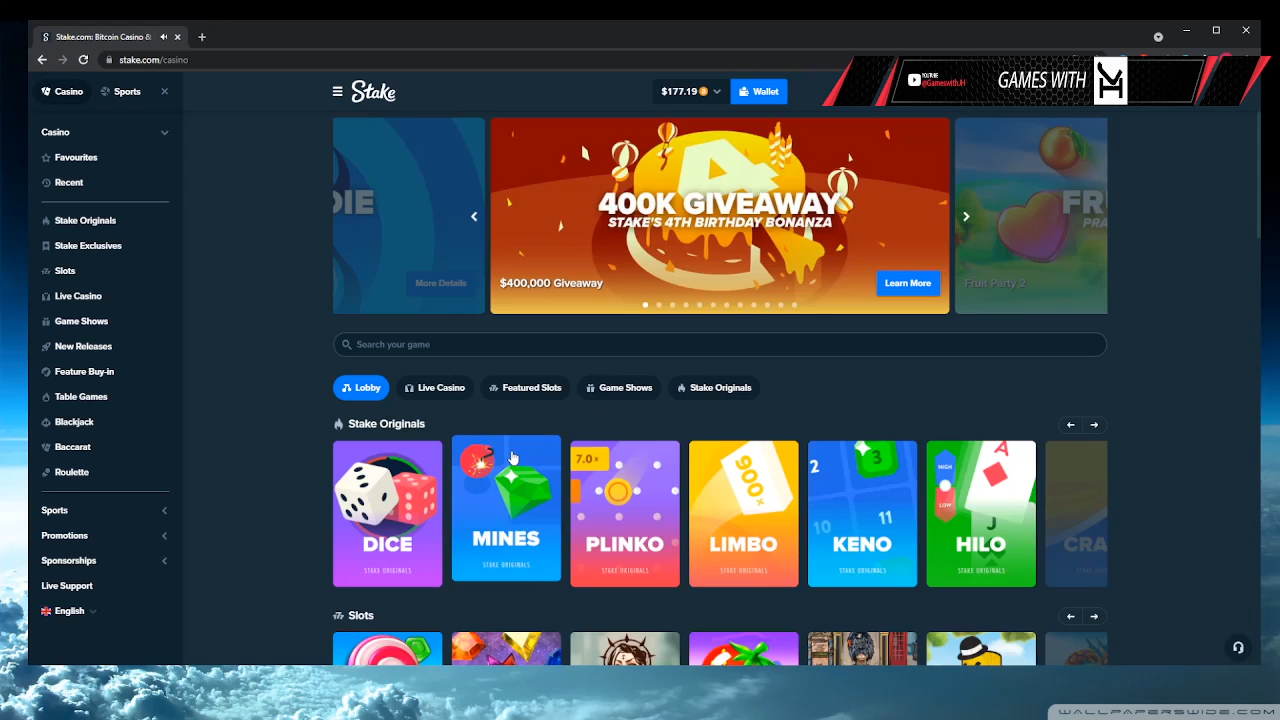 Stake.com: Bitcoin Casino &
stake.com/casino
YOUTUBE
@GameswithJH
GAMES WITH
JH
Casino
Sports
Stake
$177.19
Wallet
Casino
Favourites
Recent
Stake Originals
Stake Exclusives
Slots
Live Casino
Game Shows
New Releases
Feature Buy-in
Table Games
Blackjack
Baccarat
Roulette
Sports
Promotions
Sponsorships
Live Support
English
DIE
More Details
400K GIVEAWAY
STAKE'S 4TH BIRTHDAY BONANZA
$400,000 Giveaway
Learn More
FR
PRA
Fruit Party 2
Search your game
Lobby
Live Casino
Featured Slots
Game Shows
Stake Originals
Stake Originals
DICE
STAKE ORIGINALS
MINES
STAKE ORIGINALS
7.0×
PLINKO
STAKE ORIGINALS
900×
LIMBO
STAKE ORIGINALS
2
3
10
11
KENO
STAKE ORIGINALS
HIGH
LOW
A
J
HILO
STAKE ORIGINALS
CRA
STAKE
Slots
WALLPAPERSWIDE.COM